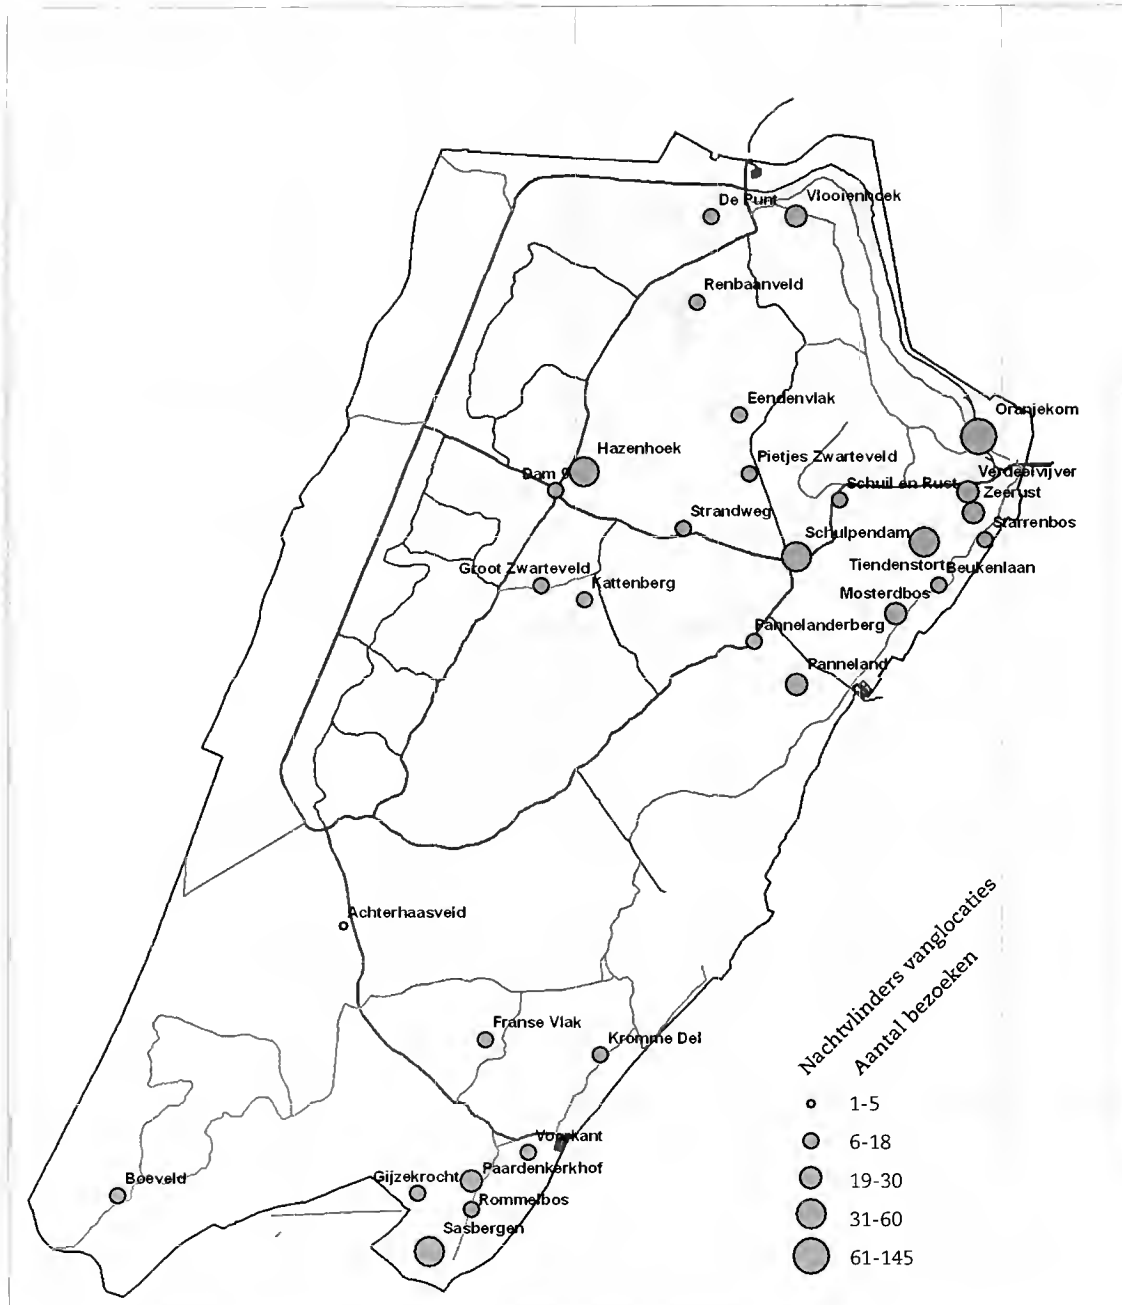 De Punt
Vlooienhoek
Renbaanveld
Eendenvlak
Oranjekom
Hazenhoek
Pietjes Zwarteveld
Dam 9
Verdeelvijver
Schuil en Rust
Zeerust
Strandweg
Starrenbos
Schulpendam
Tiendenstort
Groot Zwarteveld
Beukenlaan
Kattenberg
Mosterdbos
Pannelanderberg
Panneland
Achterhaasveld
Franse Vlak
Kromme Del
Voorkant
Paardenkerkhof
Gijzekrocht
Boeveld
Rommelbos
Sasbergen
Nachtvlinders vanglocaties
Aantal bezoeken
1-5
6-18
19-30
31-60
61-145